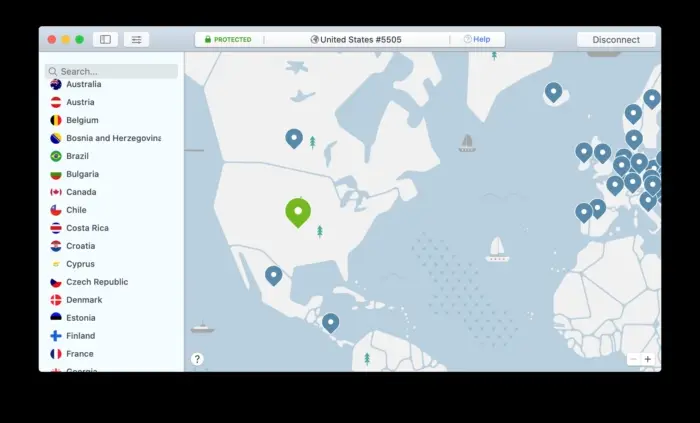 PROTECTED
United States #5505
? Help
Disconnect
Search...
Australia
Austria
Belgium
Bosnia and Herzegovina
Brazil
Bulgaria
Canada
Chile
Costa Rica
Croatia
Cyprus
Czech Republic
Denmark
Estonia
Finland
France
Georgia
?
− +